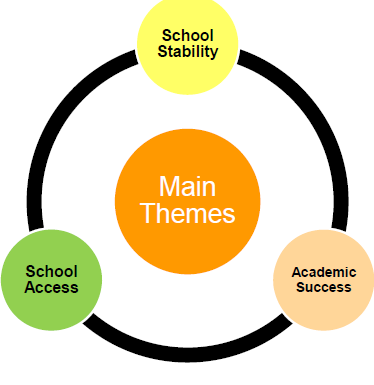 School
Stability
Main
Themes
School
Access
Academic
Success